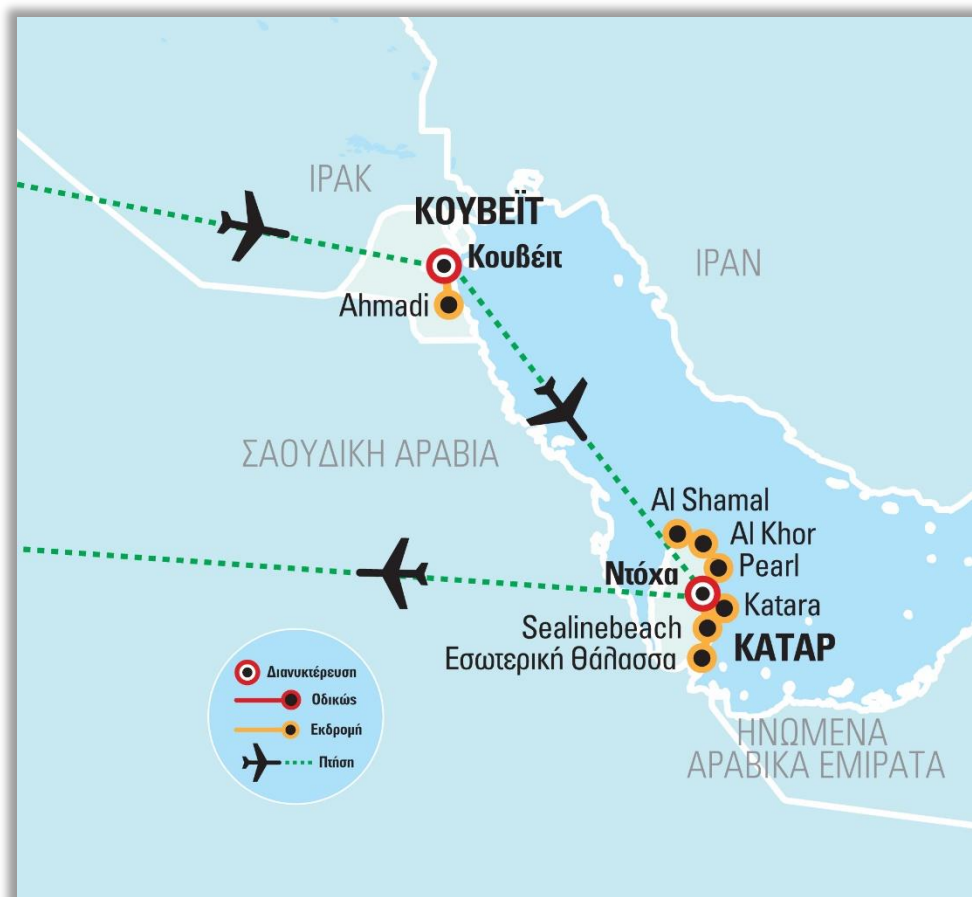 ΙΡΑΚ
ΚΟΥΒΕΪΤ
Κουβέιτ
ΙΡΑΝ
Ahmadi
ΣΑΟΥΔΙΚΗ ΑΡΑΒΙΑ
Al Shamal
Al Khor
Pearl
Ντόχα
Katara
Sealinebeach
ΚΑΤΑΡ
Εσωτερική Θάλασσα
Διανυκτέρευση
Οδικώς
Εκδρομή
Πτήση
ΗΝΩΜΕΝΑ
ΑΡΑΒΙΚΑ ΕΜΙΡΑΤΑ